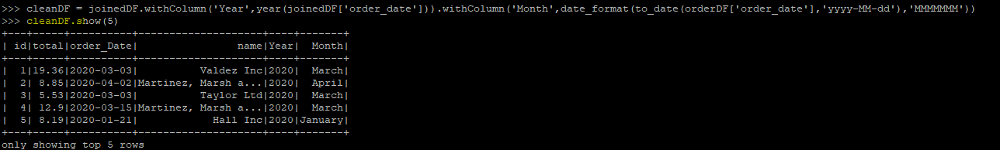 >>> cleanDF = joinedDF.withColumn('Year',year(joinedDF['order_date'])).withColumn('Month',date_format(to_date(orderDF['order_date'],'yyyy-MM-dd'),'MMMMMMM'))
>>> cleanDF.show(5)
+---+-----+----------+--------------------+----+-------+
| id|total|order_Date|                name|Year|  Month|
+---+-----+----------+--------------------+----+-------+
|  1|19.36|2020-03-03|          Valdez Inc|2020|  March|
|  2| 8.85|2020-04-02|Martinez, Marsh a...|2020|  April|
|  3| 5.53|2020-03-03|          Taylor Ltd|2020|  March|
|  4| 12.9|2020-03-15|Martinez, Marsh a...|2020|  March|
|  5| 8.19|2020-01-21|            Hall Inc|2020|January|
+---+-----+----------+--------------------+----+-------+
only showing top 5 rows